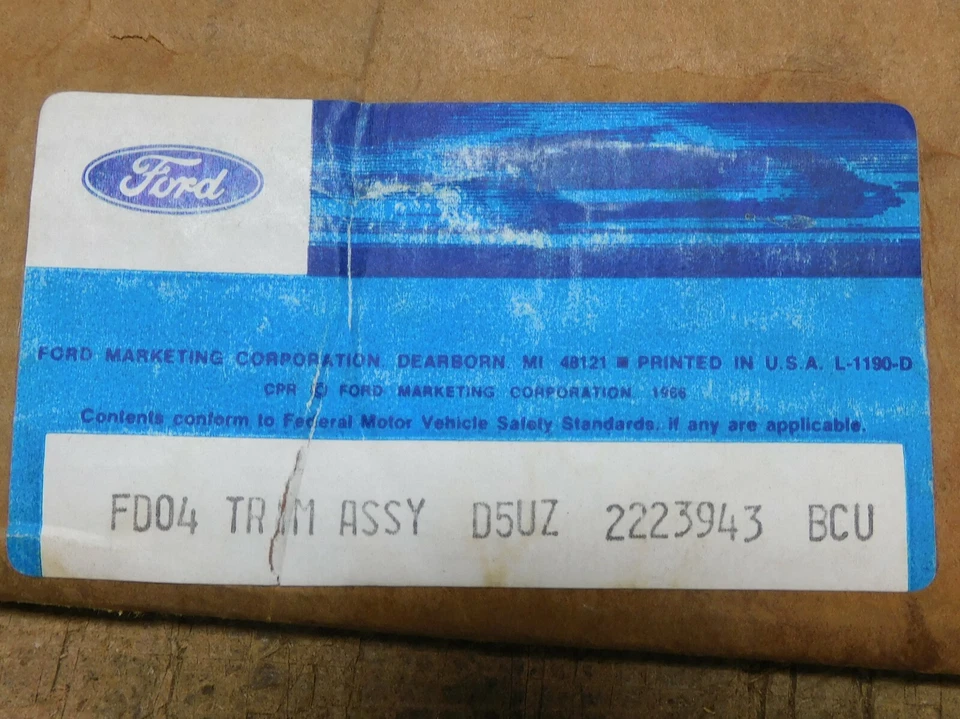 Ford
FORD MARKETING CORPORATION, DEARBORN, MI 48121 ■ PRINTED IN U.S.A. L-1190-D
CPR © FORD MARKETING CORPORATION, 1966
Contents conform to Federal Motor Vehicle Safety Standards, if any are applicable.
FD04 TRIM ASSY D5UZ 2223943 BCU